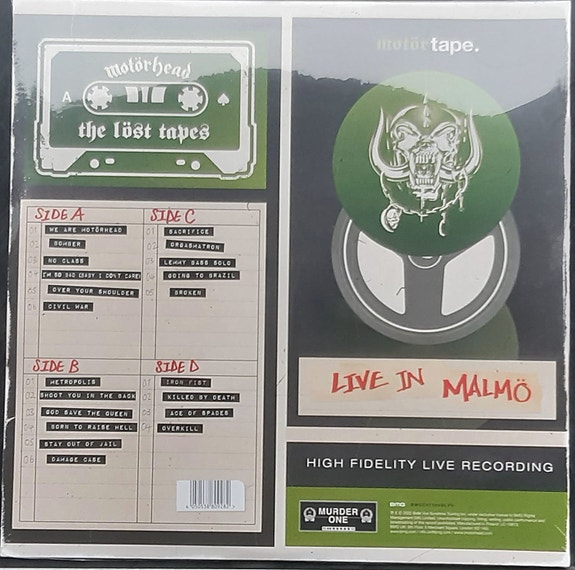 motörhead
A
the löst tapes
SIDE A
01 WE ARE MOTÖRHEAD
02 BOMBER
03 NO CLASS
04 I'M SO BAD (BABY I DON'T CARE)
05 OVER YOUR SHOULDER
06 CIVIL WAR
SIDE B
01 METROPOLIS
02 SHOOT YOU IN THE BACK
03 GOD SAVE THE QUEEN
04 BORN TO RAISE HELL
05 STAY OUT OF JAIL
06 DAMAGE CASE
SIDE C
01 SACRIFICE
02 ORGASMATRON
03 LEMMY BASS SOLO
04 GOING TO BRAZIL
05 BROKEN
SIDE D
01 IRON FIST
02 KILLED BY DEATH
03 ACE OF SPADES
04 OVERKILL
motörtape.
LIVE IN MALMÖ
HIGH FIDELITY LIVE RECORDING
MURDER
ONE
BMG